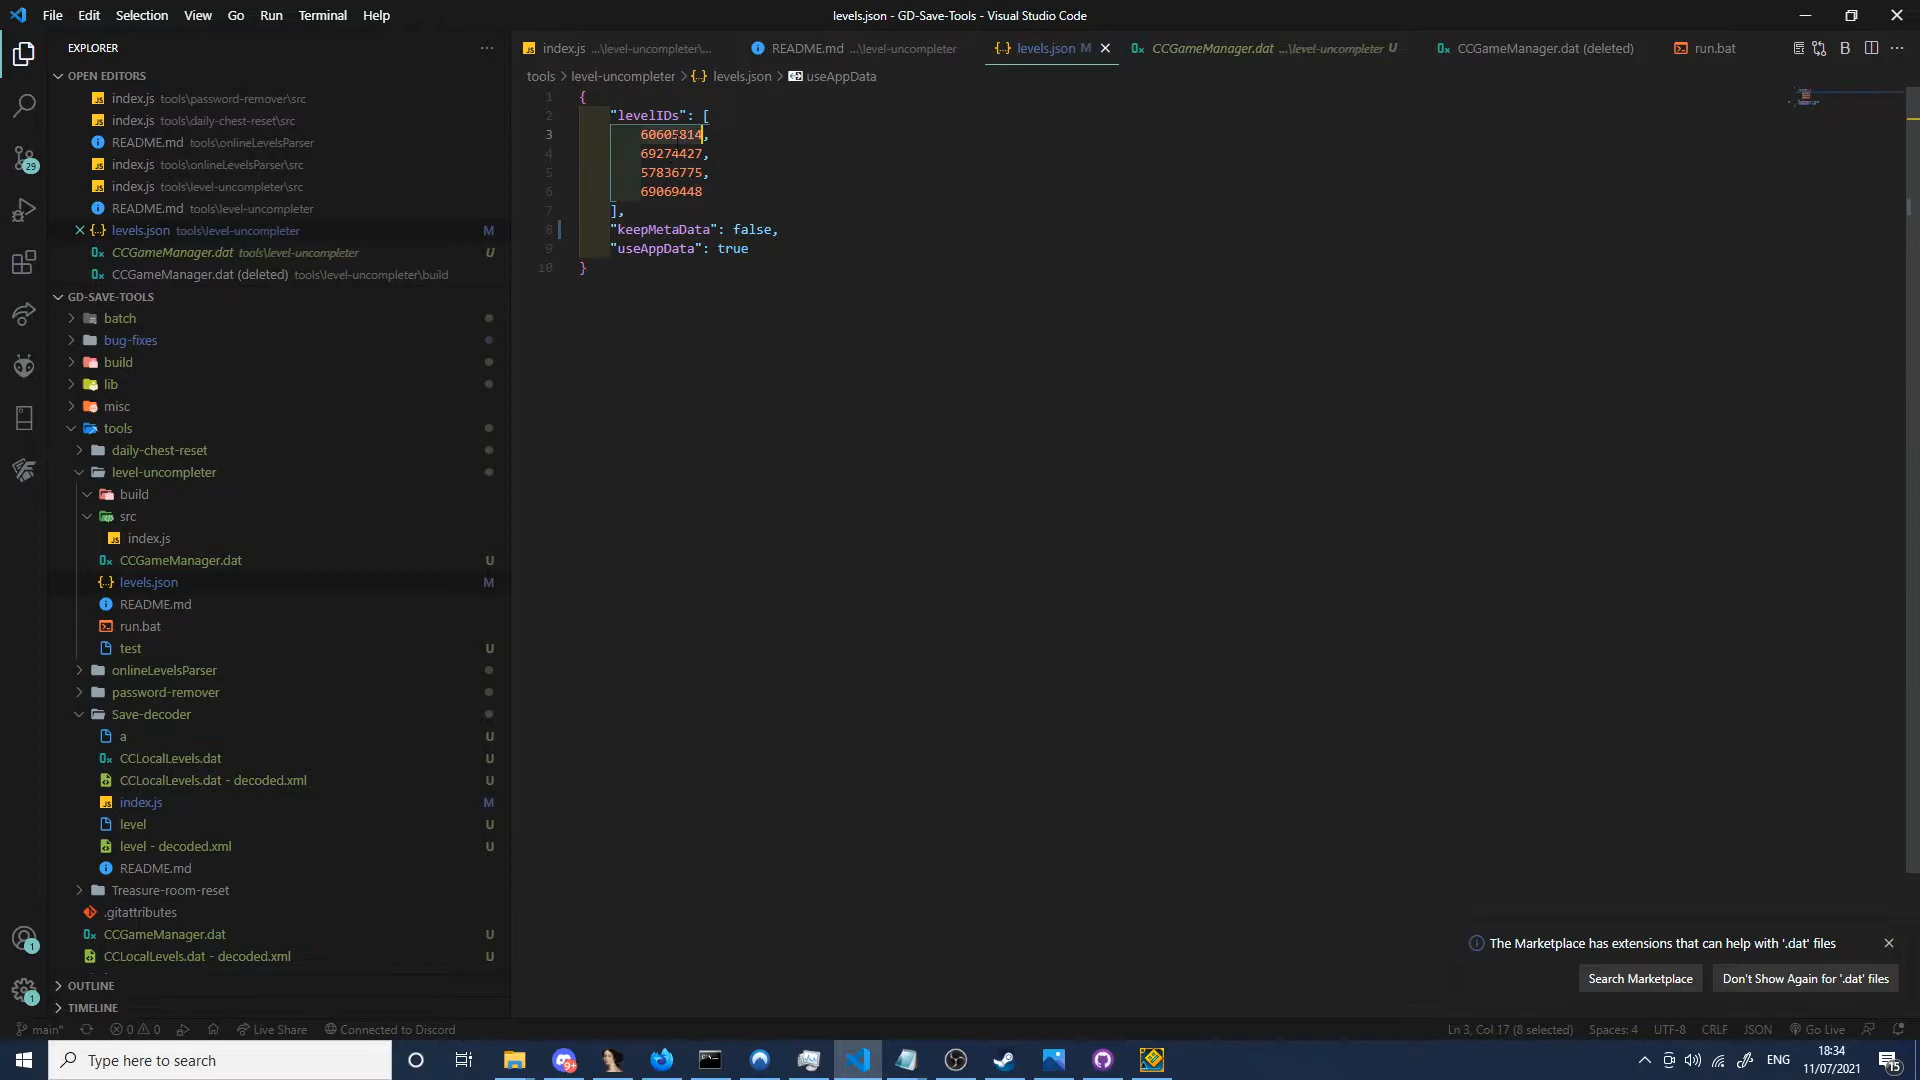 File Edit Selection View Go Run Terminal Help
levels.json - GD-Save-Tools - Visual Studio Code
EXPLORER
index.js ...\level-uncompleter\...
README.md ...\level-uncompleter
levels.json M
CCGameManager.dat ...\level-uncompleter U
CCGameManager.dat (deleted)
run.bat
tools > level-uncompleter > {..} levels.json > useAppData
OPEN EDITORS
index.js tools\password-remover\src
index.js tools\daily-chest-reset\src
README.md tools\onlineLevelsParser
index.js tools\onlineLevelsParser\src
index.js tools\level-uncompleter\src
README.md tools\level-uncompleter
levels.json tools\level-uncompleter M
CCGameManager.dat tools\level-uncompleter U
CCGameManager.dat (deleted) tools\level-uncompleter\build
GD-SAVE-TOOLS
batch
bug-fixes
build
lib
misc
tools
daily-chest-reset
level-uncompleter
build
src
index.js
CCGameManager.dat U
levels.json M
README.md
run.bat
test U
onlineLevelsParser
password-remover
Save-decoder
a U
CCLocalLevels.dat U
CCLocalLevels.dat - decoded.xml U
index.js M
level U
level - decoded.xml U
README.md
Treasure-room-reset
.gitattributes
CCGameManager.dat U
CCLocalLevels.dat - decoded.xml U
OUTLINE
TIMELINE
29
1
1
1 {
2 "levelIDs": [
3 60605814,
4 69274427,
5 57836775,
6 69069448
7 ],
8 "keepMetaData": false,
9 "useAppData": true
10 }
The Marketplace has extensions that can help with '.dat' files
Search Marketplace
Don't Show Again for '.dat' files
main* 0 0 Live Share Connected to Discord
Ln 3, Col 17 (8 selected) Spaces: 4 UTF-8 CRLF JSON Go Live
Type here to search
ENG
18:34
11/07/2021
15